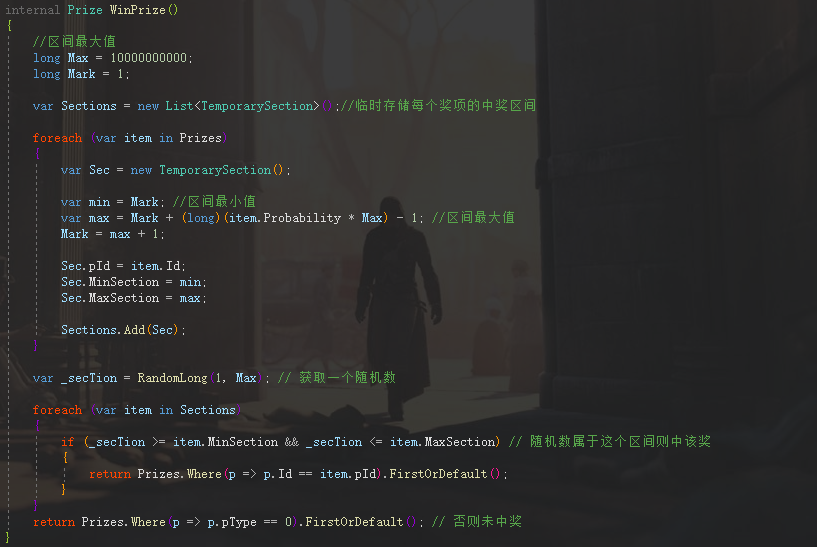 internal Prize WinPrize()
{
//区间最大值
long Max = 10000000000;
long Mark = 1;
var Sections = new List<TemporarySection>();//临时存储每个奖项的中奖区间
foreach (var item in Prizes)
{
var Sec = new TemporarySection();
var min = Mark; //区间最小值
var max = Mark + (long)(item.Probability * Max) - 1; //区间最大值
Mark = max + 1;
Sec.pId = item.Id;
Sec.MinSection = min;
Sec.MaxSection = max;
Sections.Add(Sec);
}
var _secTion = RandomLong(1, Max); // 获取一个随机数
foreach (var item in Sections)
{
if (_secTion >= item.MinSection && _secTion <= item.MaxSection) // 随机数属于这个区间则中该奖
{
return Prizes.Where(p => p.Id == item.pId).FirstOrDefault();
}
}
return Prizes.Where(p => p.pType == 0).FirstOrDefault(); // 否则未中奖
}